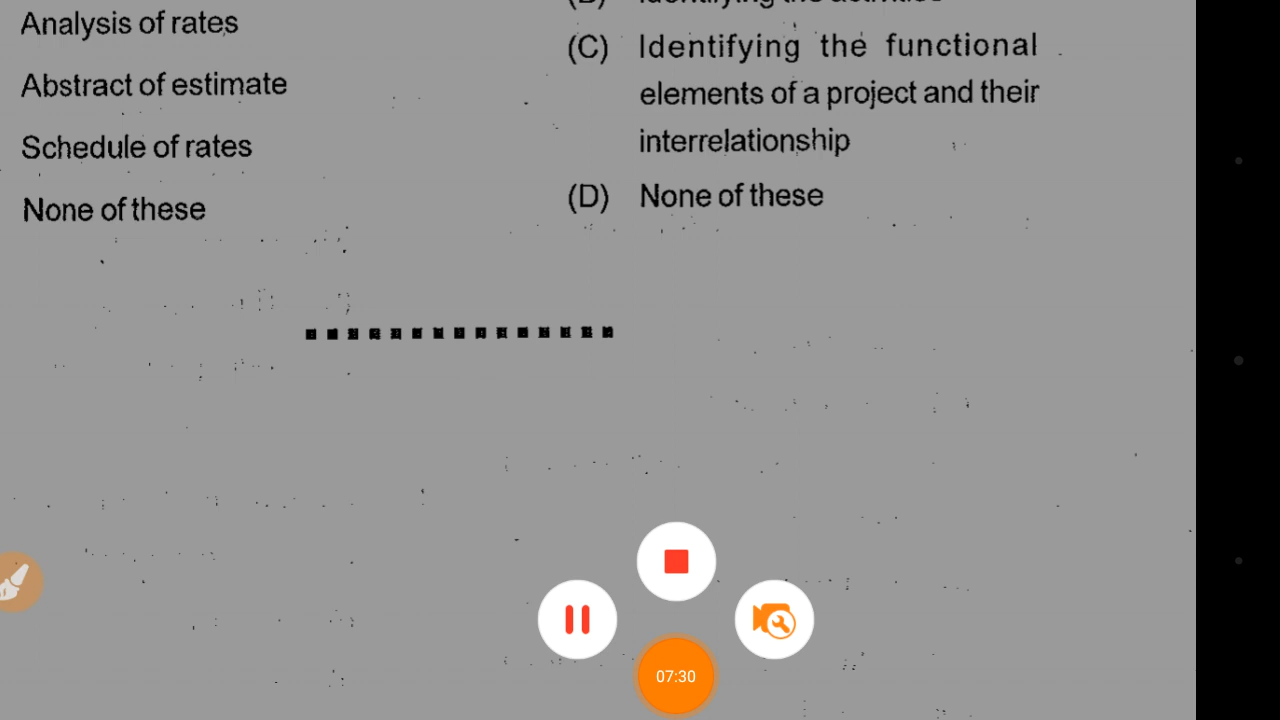 Analysis of rates
Abstract of estimate
Schedule of rates
None of these
(C) Identifying the functional
elements of a project and their
interrelationship
(D) None of these
07:30